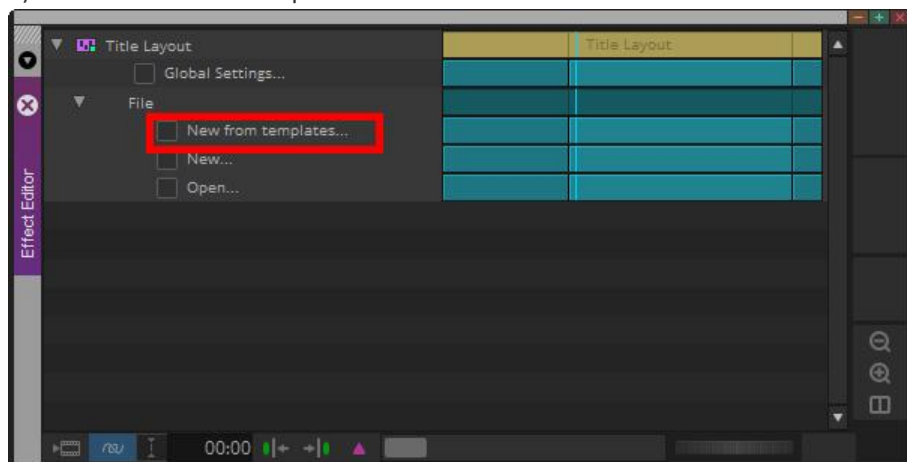 Title Layout
Title Layout
Global Settings...
File
New from templates...
New...
Open...
Effect Editor
00:00